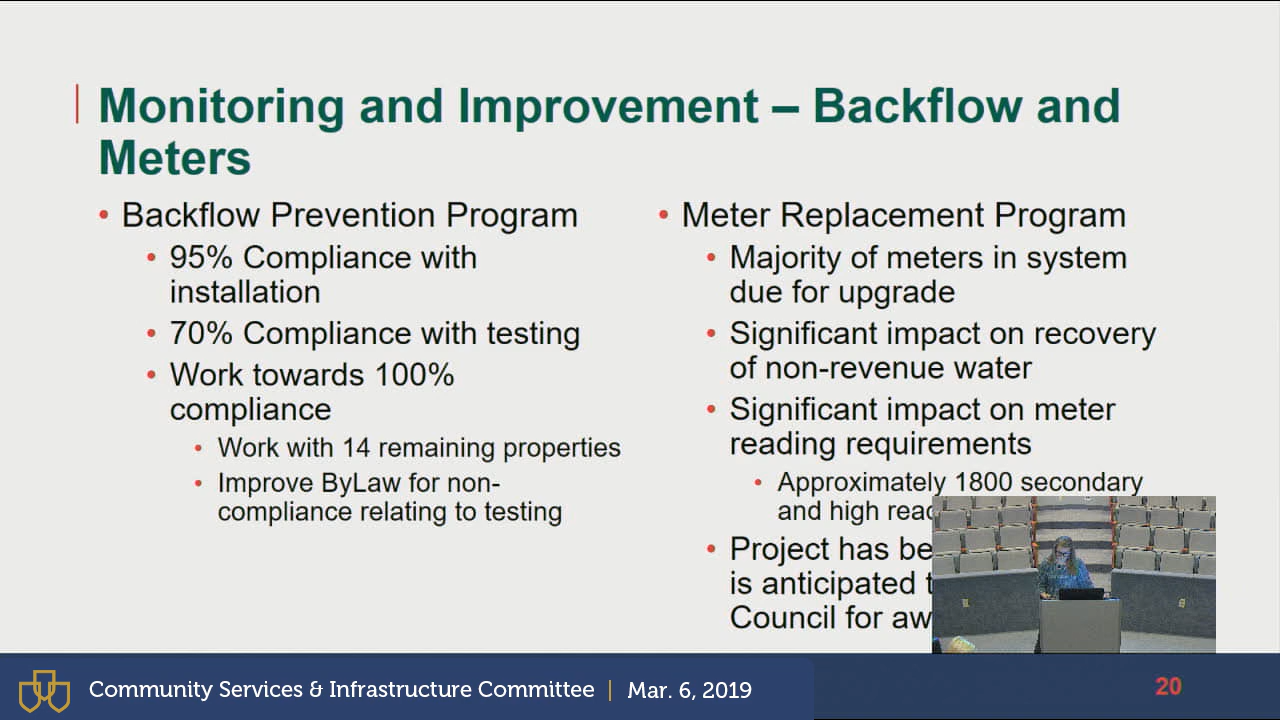 Monitoring and Improvement – Backflow and
Meters
• Backflow Prevention Program
• 95% Compliance with
installation
• 70% Compliance with testing
• Work towards 100%
compliance
• Work with 14 remaining properties
• Improve ByLaw for non-
compliance relating to testing
• Meter Replacement Program
• Majority of meters in system
due for upgrade
• Significant impact on recovery
of non-revenue water
• Significant impact on meter
reading requirements
• Approximately 1800 secondary
and high
• Project has
is anticipated
Council for
Community Services & Infrastructure Committee | Mar. 6, 2019
20